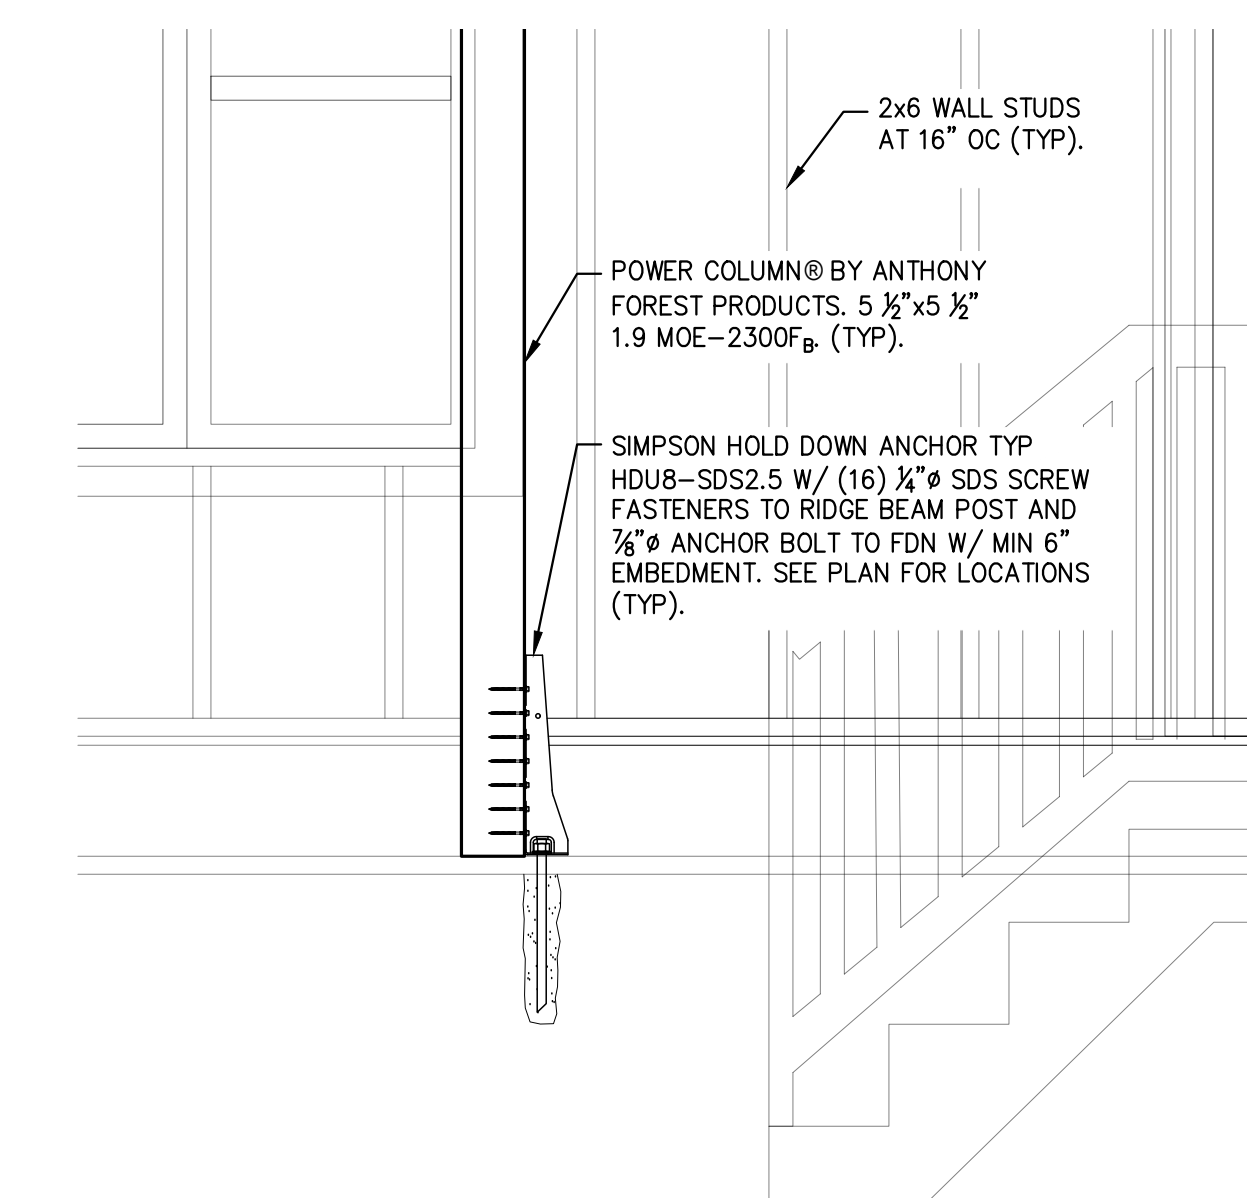 2x6 WALL STUDS
AT 16" OC (TYP).
POWER COLUMN® BY ANTHONY
FOREST PRODUCTS. 5 ½"x5 ½"
1.9 MOE-2300FB. (TYP).
SIMPSON HOLD DOWN ANCHOR TYP
HDU8-SDS2.5 W/ (16) ¼"ø SDS SCREW
FASTENERS TO RIDGE BEAM POST AND
⅞"ø ANCHOR BOLT TO FDN W/ MIN 6"
EMBEDMENT. SEE PLAN FOR LOCATIONS
(TYP).